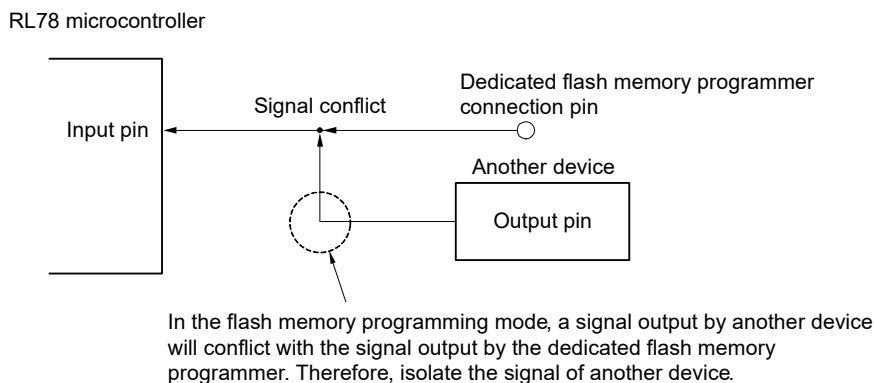 RL78 microcontroller
Dedicated flash memory programmer
connection pin
Signal conflict
Input pin
Another device
Output pin
In the flash memory programming mode, a signal output by another device
will conflict with the signal output by the dedicated flash memory
programmer. Therefore, isolate the signal of another device.